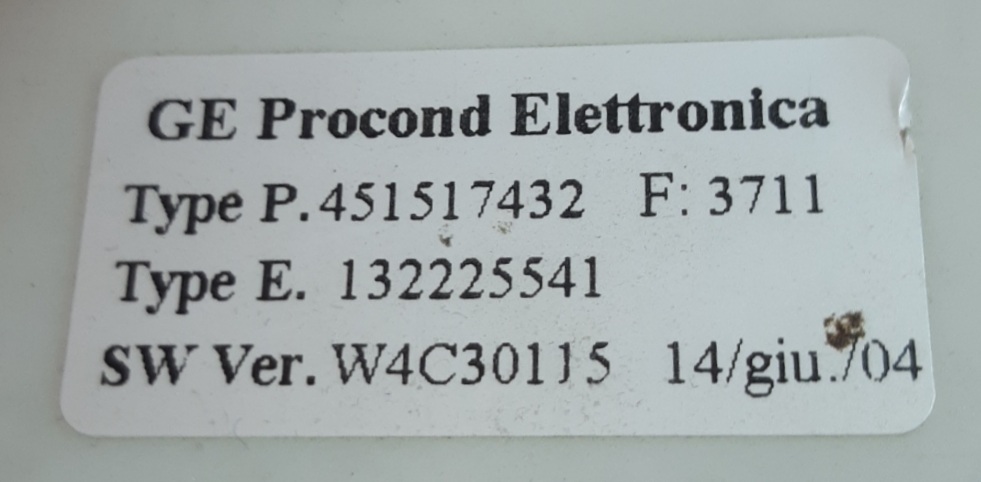 GE Procond Elettronica
Type P.451517432 F: 3711
Type E. 132225541
SW Ver. W4C30115 14/giu./04